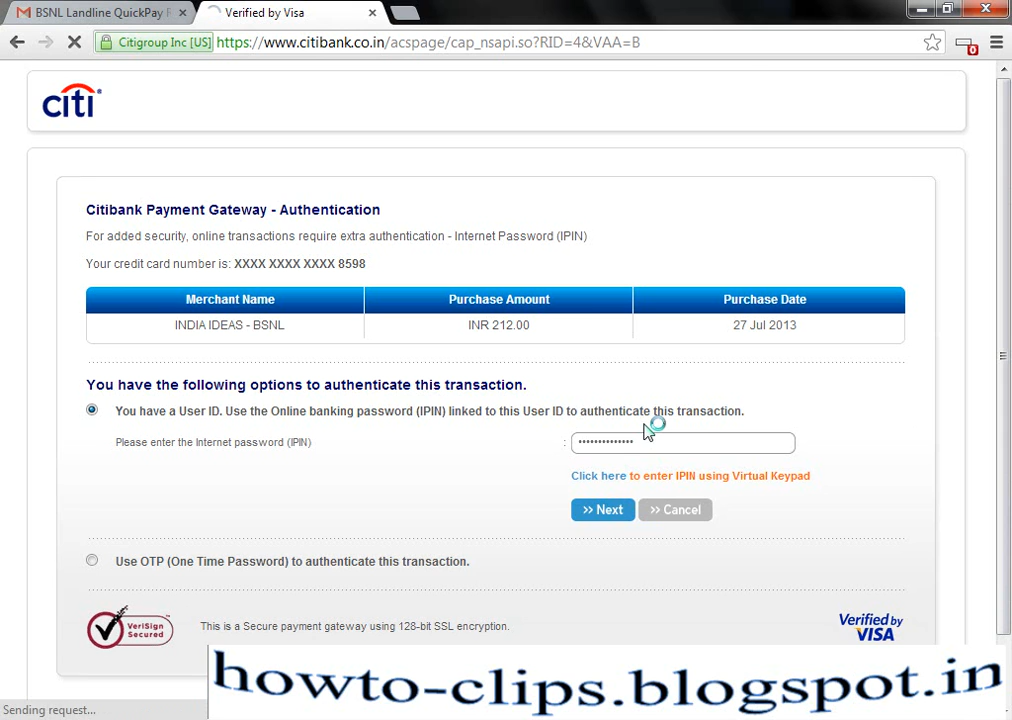 BSNL Landline QuickPay R
Verified by Visa
Citigroup Inc [US]
https://www.citibank.co.in/acspage/cap_nsapi.so?RID=4&VAA=B
0
citi
Citibank Payment Gateway - Authentication
For added security, online transactions require extra authentication - Internet Password (IPIN)
Your credit card number is: XXXX XXXX XXXX 8598
Merchant Name Purchase Amount Purchase Date
INDIA IDEAS - BSNL INR 212.00 27 Jul 2013
You have the following options to authenticate this transaction.
You have a User ID. Use the Online banking password (IPIN) linked to this User ID to authenticate this transaction.
Please enter the Internet password (IPIN) : ••••••••••••••
Click here to enter IPIN using Virtual Keypad
>> Next >> Cancel
Use OTP (One Time Password) to authenticate this transaction.
VeriSign
Secured
This is a Secure payment gateway using 128-bit SSL encryption.
Verified by
VISA
howto-clips.blogspot.in
Sending request...